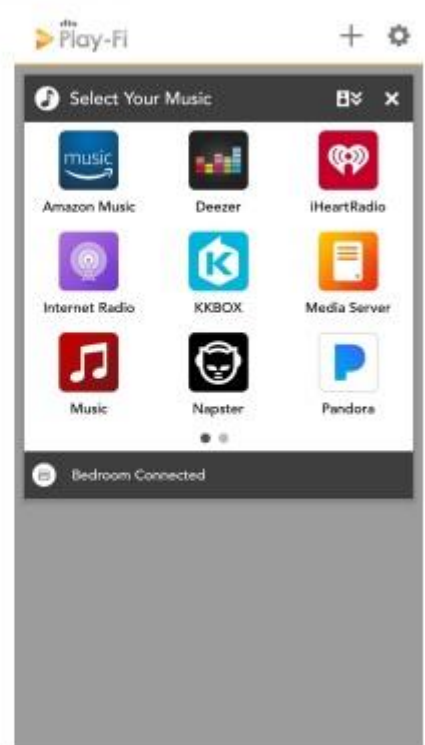 dts
Play-Fi
Select Your Music
music
Amazon Music Deezer iHeartRadio
Internet Radio KKBOX Media Server
Music Napster Pandora
Bedroom Connected